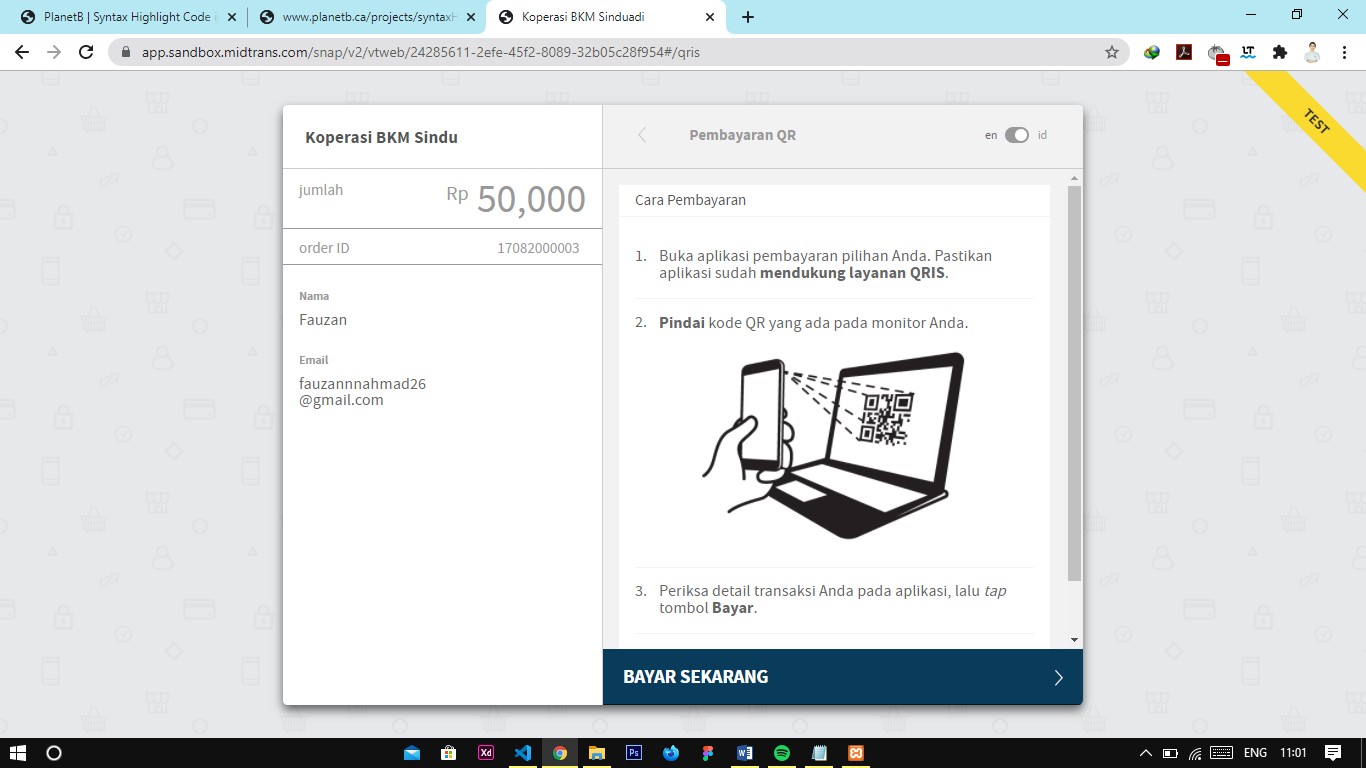 PlanetB | Syntax Highlight Code i
www.planetb.ca/projects/syntaxH
Koperasi BKM Sinduadi
app.sandbox.midtrans.com/snap/v2/vtweb/24285611-2efe-45f2-8089-32b05c28f954#/qris
TEST
Koperasi BKM Sindu
Pembayaran QR
en id
jumlah Rp 50,000
order ID 17082000003
Nama
Fauzan
Email
fauzannnahmad26
@gmail.com
Cara Pembayaran
1. Buka aplikasi pembayaran pilihan Anda. Pastikan
aplikasi sudah mendukung layanan QRIS.
2. Pindai kode QR yang ada pada monitor Anda.
3. Periksa detail transaksi Anda pada aplikasi, lalu tap
tombol Bayar.
BAYAR SEKARANG
Xd
Ps
ENG 11:01